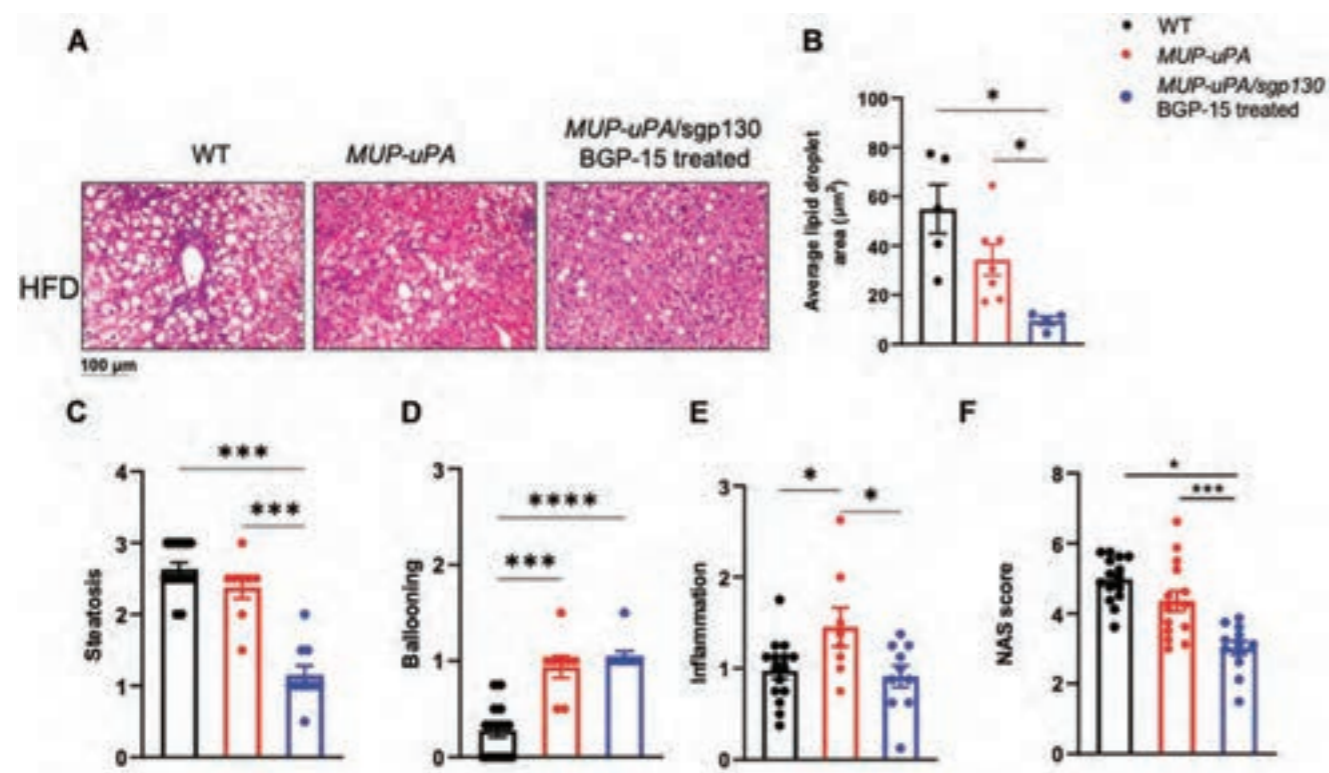 A
WT
MUP-uPA
MUP-uPA/sgp130
BGP-15 treated
HFD
100 µm
B
WT
MUP-uPA
MUP-uPA/sgp130
BGP-15 treated
Average lipid droplet
area (µm²)
100
80
60
40
20
0
*
*
C
Steatosis
4
3
2
1
0
***
***
D
Ballooning
3
2
1
0
****
***
E
Inflammation
3
2
1
0
*
*
F
NAS score
8
6
4
2
0
*
***